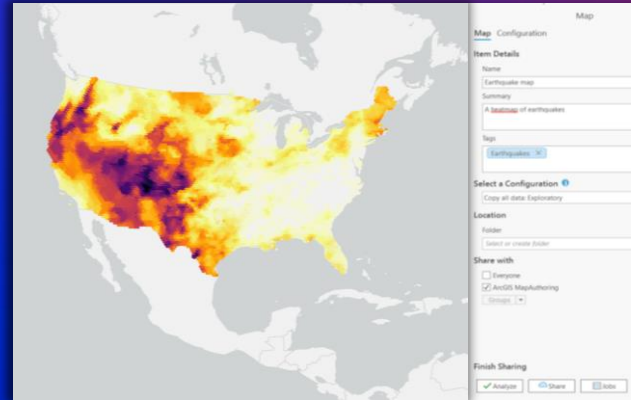 Map
Map Configuration
Item Details
Name
Earthquake map
Summary
A heatmap of earthquakes
Tags
Earthquakes ×
Select a Configuration
Copy all data: Exploratory
Location
Folder
Select or create folder
Share with
Everyone
ArcGIS MapAuthoring
Groups
Finish Sharing
Analyze Share Jobs